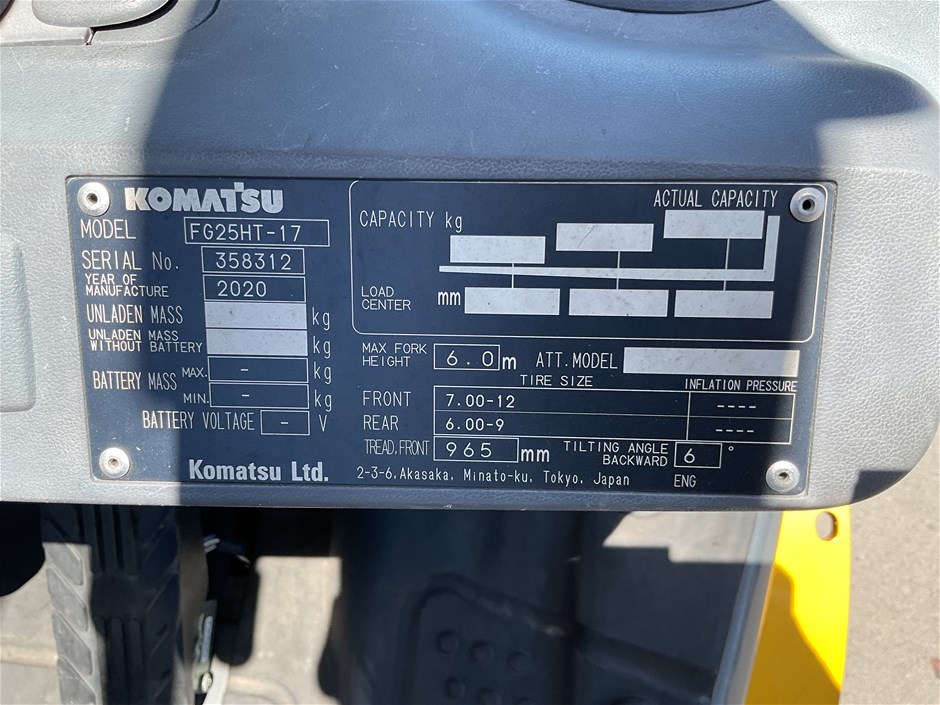 KOMATSU
MODEL FG25HT-17
SERIAL No. 358312
YEAR OF MANUFACTURE 2020
UNLADEN MASS kg
UNLADEN MASS WITHOUT BATTERY kg
BATTERY MASS MAX. - kg
MIN. - kg
BATTERY VOLTAGE - V
Komatsu Ltd.
ACTUAL CAPACITY
CAPACITY kg
LOAD CENTER mm
MAX FORK HEIGHT 6.0 m ATT.MODEL
TIRE SIZE INFLATION PRESSURE
FRONT 7.00-12 ----
REAR 6.00-9 ----
TREAD.FRONT 965 mm TILTING ANGLE BACKWARD 6 °
2-3-6, Akasaka, Minato-ku, Tokyo, Japan ENG